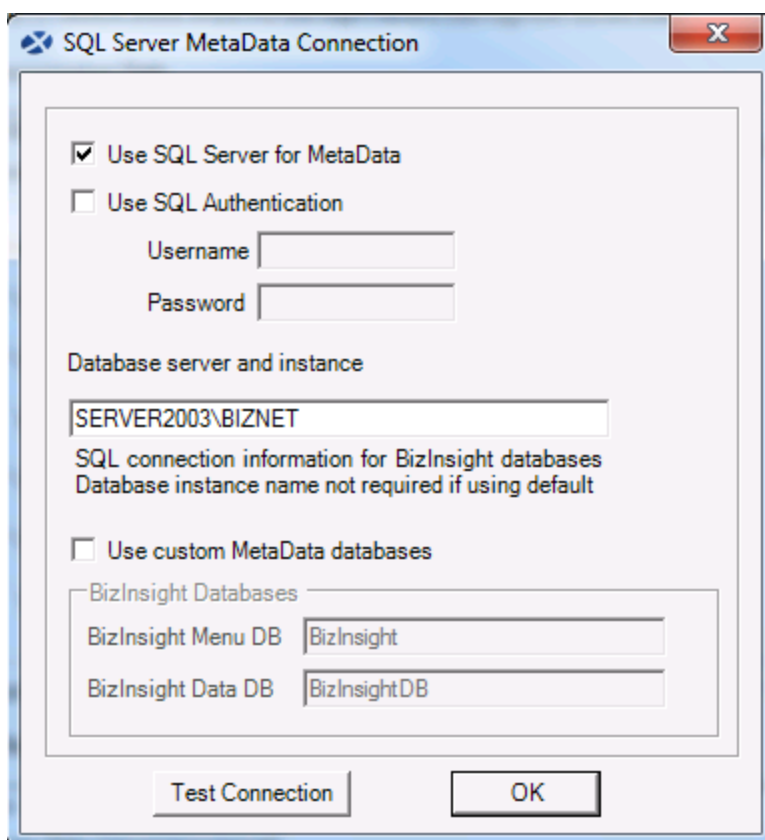 SQL Server MetaData Connection
Use SQL Server for MetaData
Use SQL Authentication
Username
Password
Database server and instance
SERVER2003\BIZNET
SQL connection information for BizInsight databases
Database instance name not required if using default
Use custom MetaData databases
BizInsight Databases
BizInsight Menu DB BizInsight
BizInsight Data DB BizInsightDB
Test Connection OK